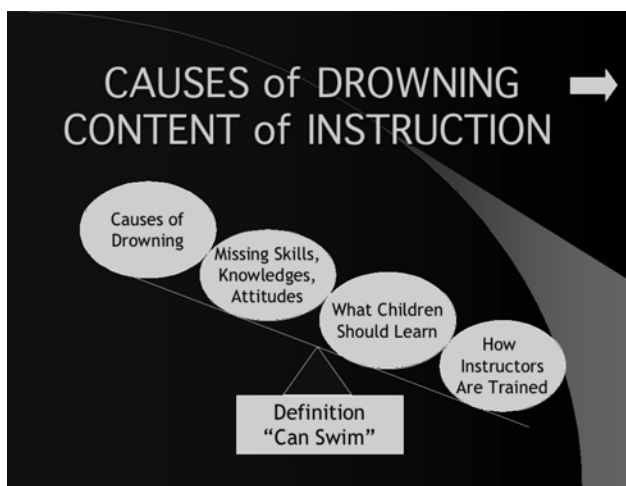 CAUSES of DROWNING
CONTENT of INSTRUCTION
Causes of
Drowning
Missing Skills,
Knowledges,
Attitudes
What Children
Should Learn
How
Instructors
Are Trained
Definition
“Can Swim”